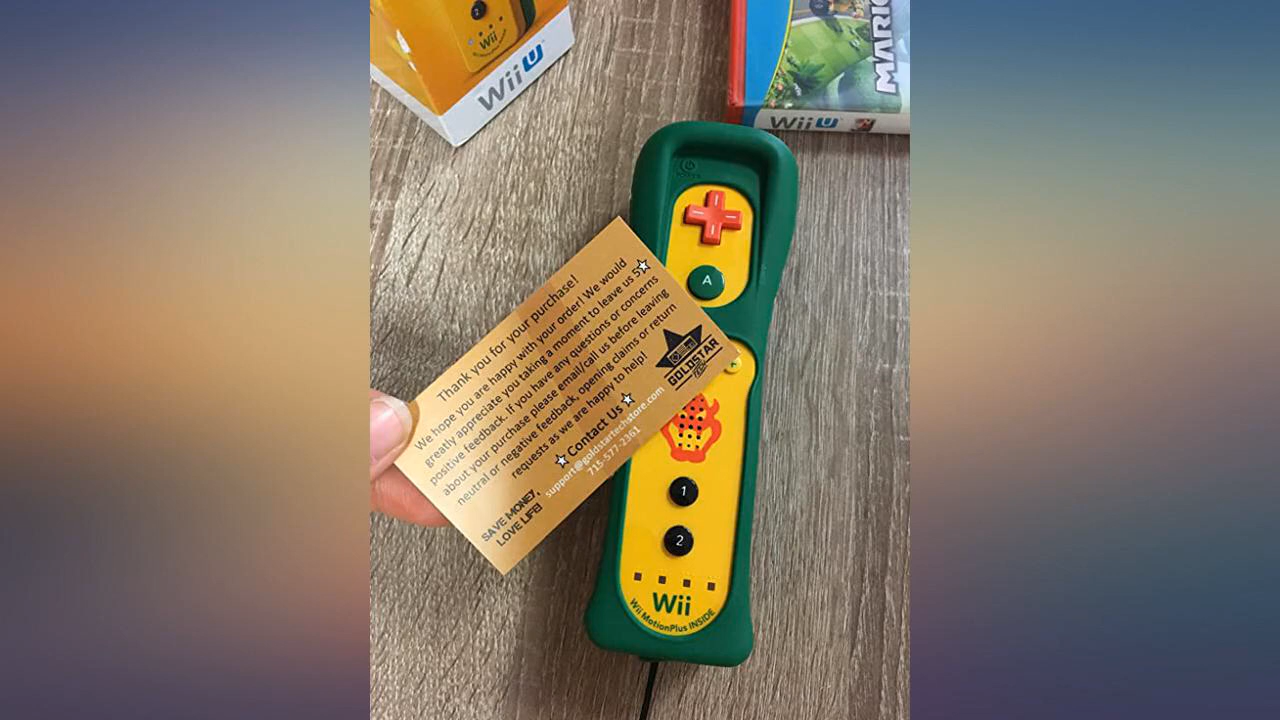 Wii
Wii U
MARIO
Wii U
POWER
A
Thank you for your purchase!
We hope you are happy with your order! We would
greatly appreciate you taking a moment to leave us 5
positive feedback. If you have any questions or concerns
about your purchase please email/call us before leaving
neutral or negative feedback, opening claims or return
requests as we are happy to help!
Contact Us
support@goldstartechstore.com
715-577-2361
SAVE MONEY,
LOVE LIFE!
GOLDSTAR
TECH
1
2
Wii
Wii MotionPlus INSIDE